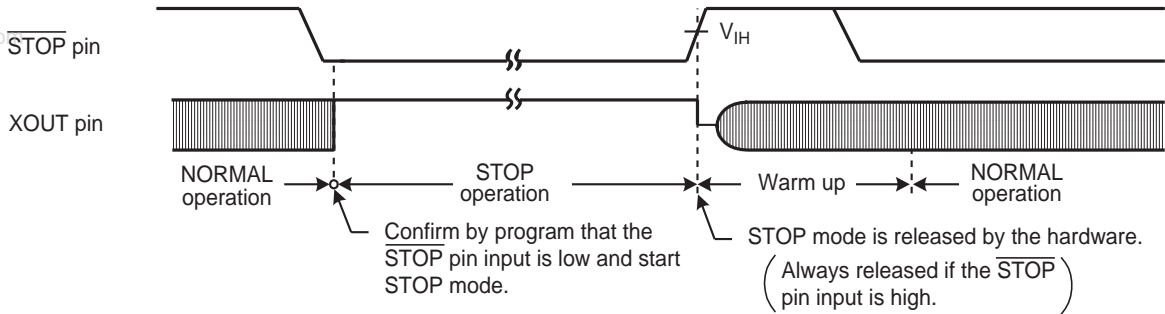 STOP pin
VIH
XOUT pin
NORMAL
operation
STOP
operation
Warm up
NORMAL
operation
Confirm by program that the
STOP pin input is low and start
STOP mode.
STOP mode is released by the hardware.
( Always released if the STOP
pin input is high. )